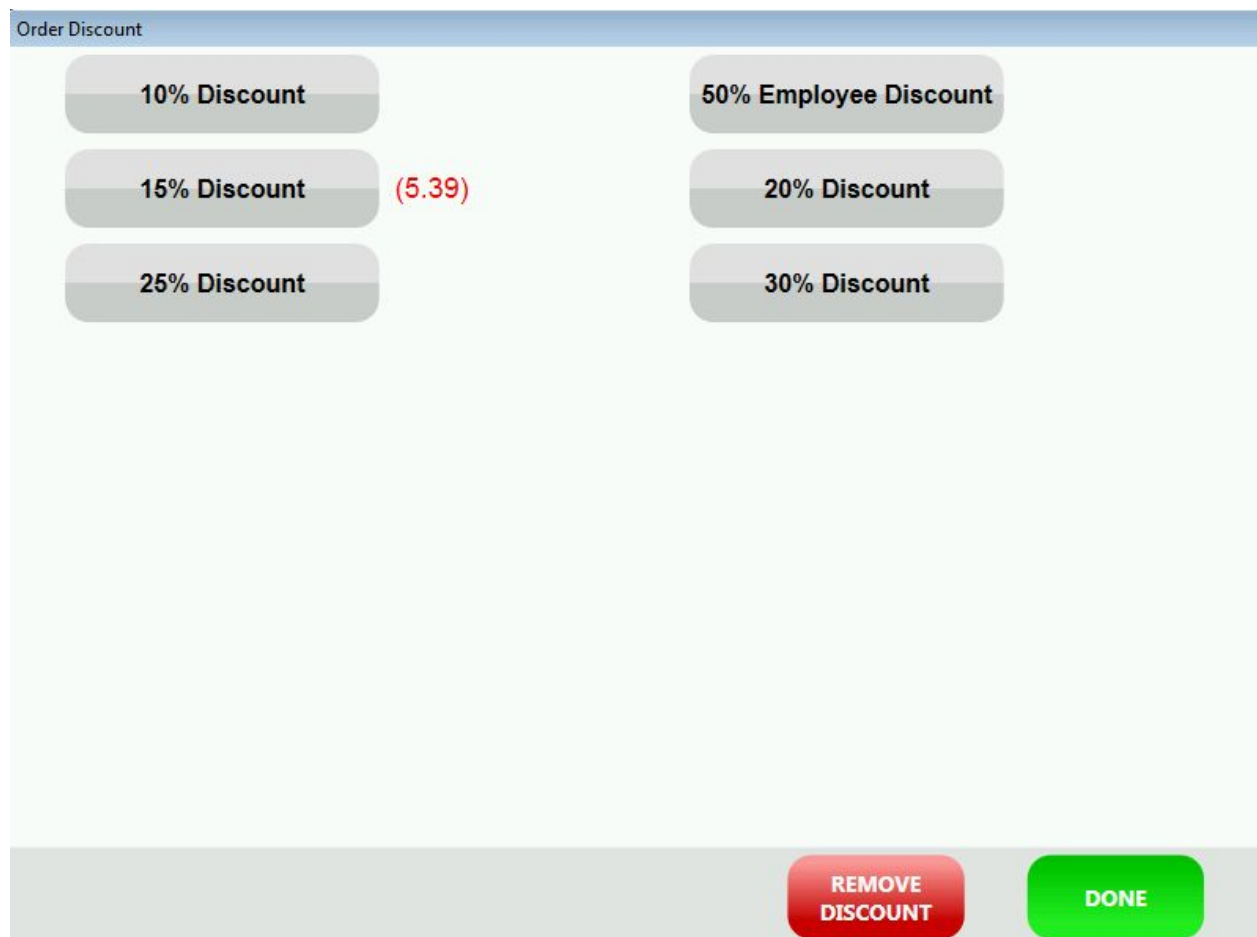 Order Discount
10% Discount
50% Employee Discount
15% Discount
(5.39)
20% Discount
25% Discount
30% Discount
REMOVE
DISCOUNT
DONE